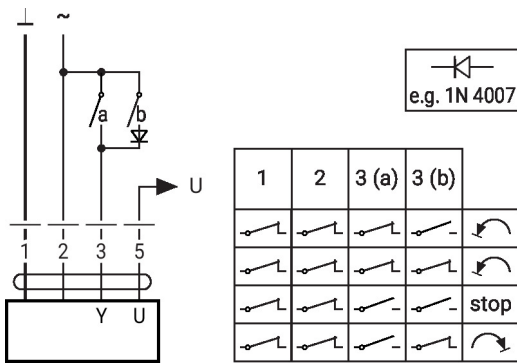 ⊥ ~
a b
e.g. 1N 4007
U
1 2 3 5
Y U
1 2 3 (a) 3 (b)
stop